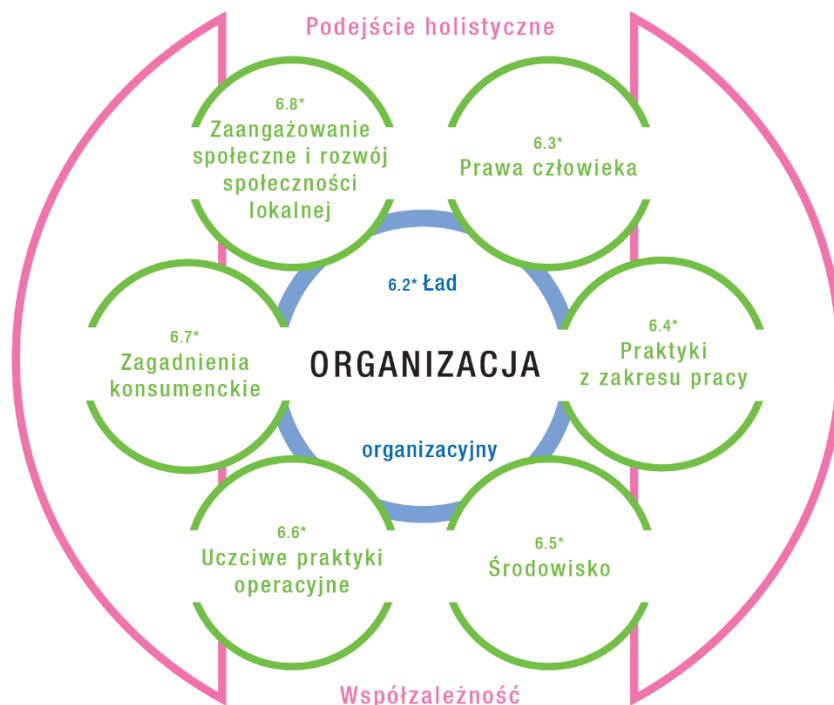 Podejście holistyczne
6.8*
Zaangażowanie
społeczne i rozwój
społeczności
lokalnej
6.3*
Prawa człowieka
6.2* Ład
6.7*
Zagadnienia
konsumenckie
ORGANIZACJA
6.4*
Praktyki
z zakresu pracy
organizacyjny
6.6*
Uczciwe praktyki
operacyjne
6.5*
Środowisko
Współzależność